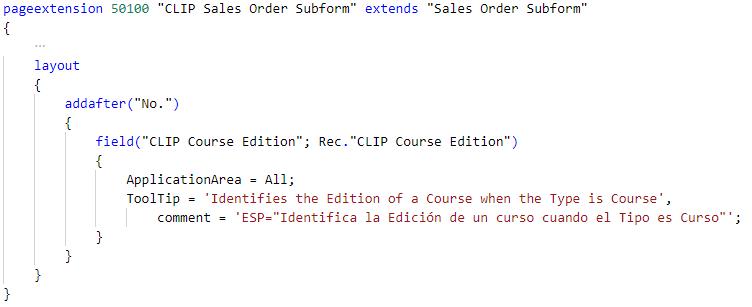 pageextension 50100 "CLIP Sales Order Subform" extends "Sales Order Subform"
{
    ...
    layout
    {
        addafter("No.")
        {
            field("CLIP Course Edition"; Rec."CLIP Course Edition")
            {
                ApplicationArea = All;
                ToolTip = 'Identifies the Edition of a Course when the Type is Course',
                    comment = 'ESP="Identifica la Edición de un curso cuando el Tipo es Curso"';
            }
        }
    }
}